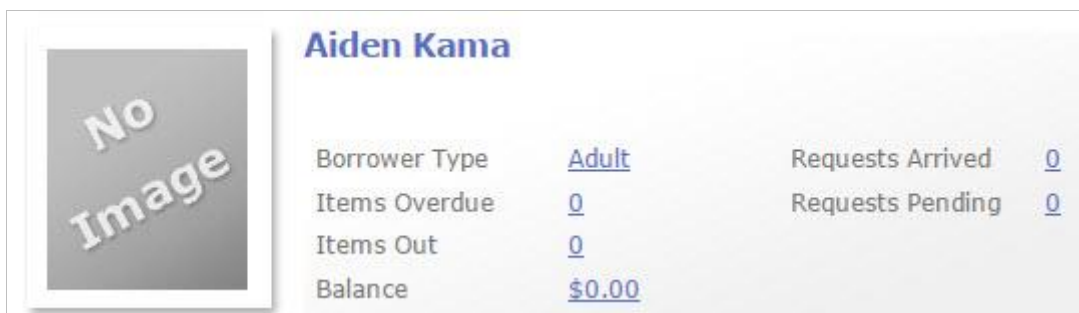 Aiden Kama
No
Image
Borrower Type Adult Requests Arrived 0
Items Overdue 0 Requests Pending 0
Items Out 0
Balance $0.00